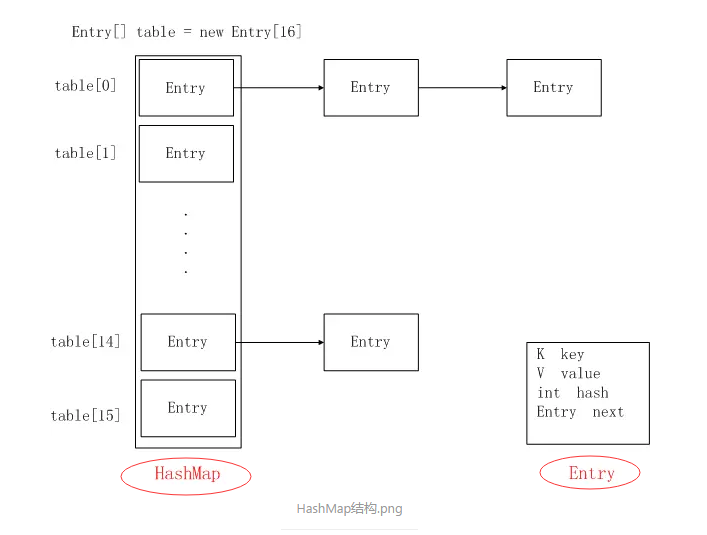 Entry[] table = new Entry[16]
table[0]
Entry
Entry
Entry
table[1]
Entry
table[14]
Entry
Entry
table[15]
Entry
K key
V value
int hash
Entry next
HashMap
Entry
HashMap结构.png